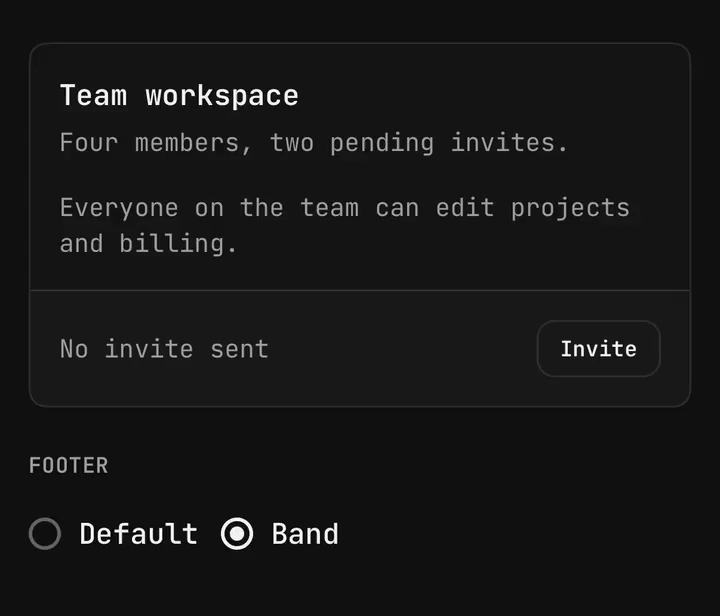 Team workspace
Four members, two pending invites.
Everyone on the team can edit projects
and billing.
No invite sent
Invite
FOOTER
Default
Band